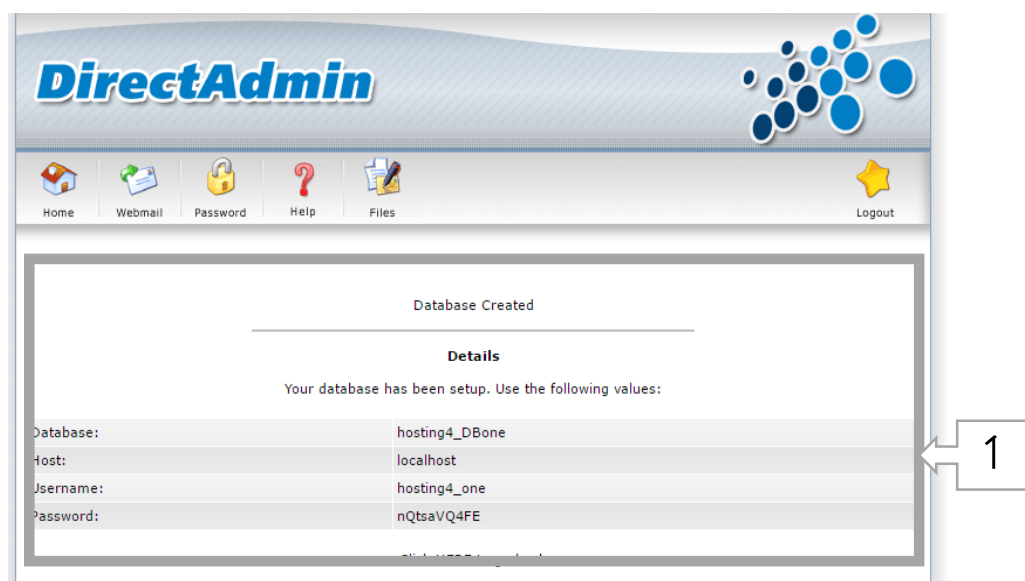 DirectAdmin
Home Webmail Password Help Files Logout
Database Created
Details
Your database has been setup. Use the following values:
Database: hosting4_DBone
Host: localhost
Username: hosting4_one
Password: nQtsaVQ4FE
1